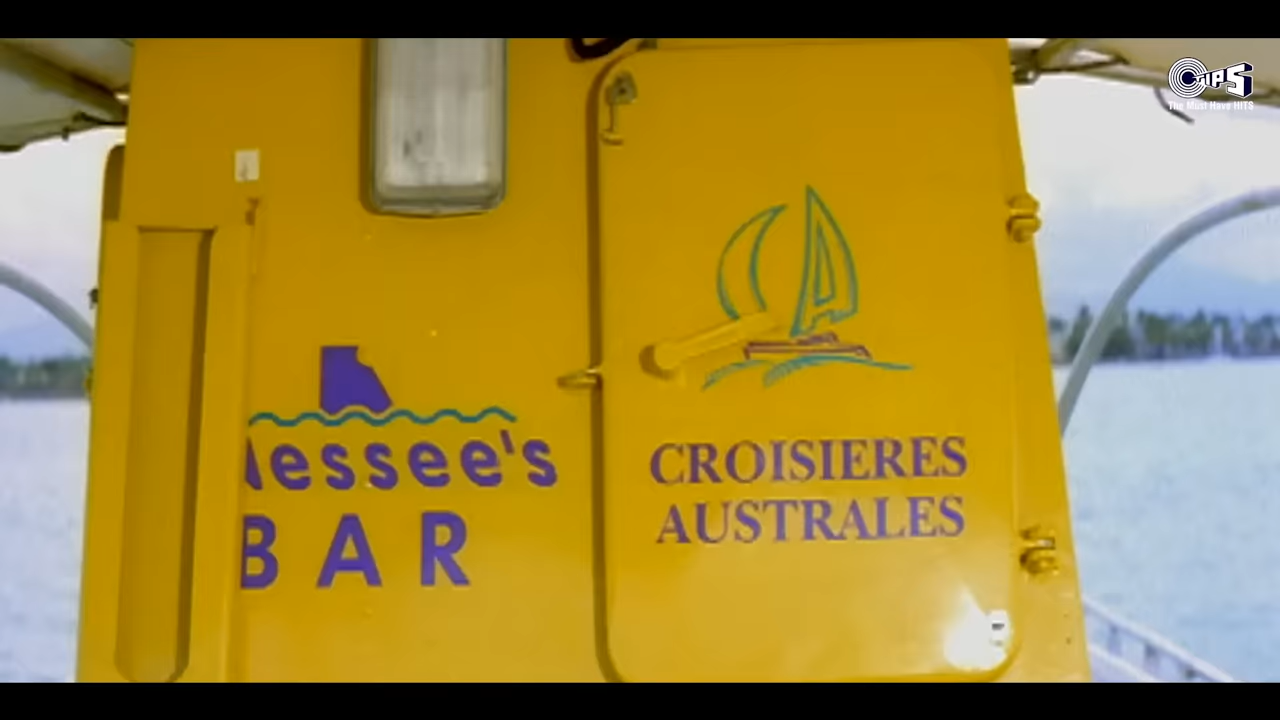 TIPS
The Must Have HITS
essee's
BAR
CROISIERES
AUSTRALES